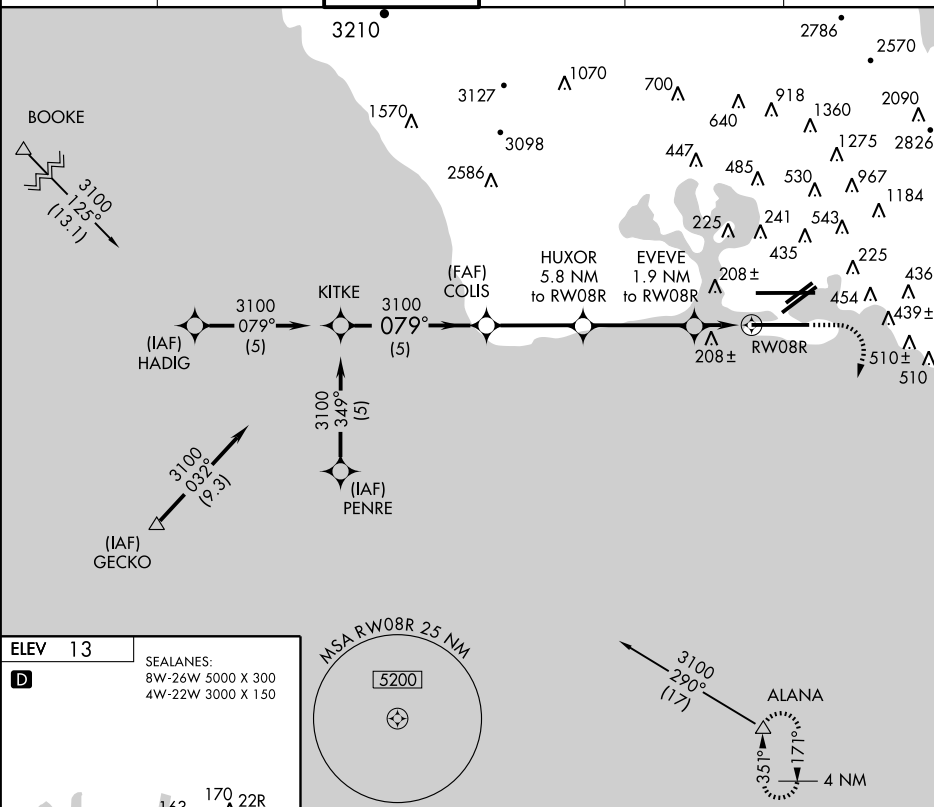 3210
2786
2570
3127
1070
700
640
918
1360
2090
1570
3098
1275
2826
BOOKE
2586
447
485
530
967
1184
3100
125°
(13.1)
225
241
435
543
HUXOR
5.8 NM
to RW08R
EVEVE
1.9 NM
to RW08R
225
208±
454
436
439±
(FAF)
COLIS
KITKE
3100
079°
(5)
3100
079°
(5)
(IAF)
HADIG
208±
RW08R
510±
510
3100
349°
(5)
3100
032°
(9.3)
(IAF)
PENRE
(IAF)
GECKO
ELEV 13
D
SEALANES:
8W-26W 5000 X 300
4W-22W 3000 X 150
MSA RW08R 25 NM
5200
3100
290°
(17)
ALANA
351°
171°
4 NM
170
22R